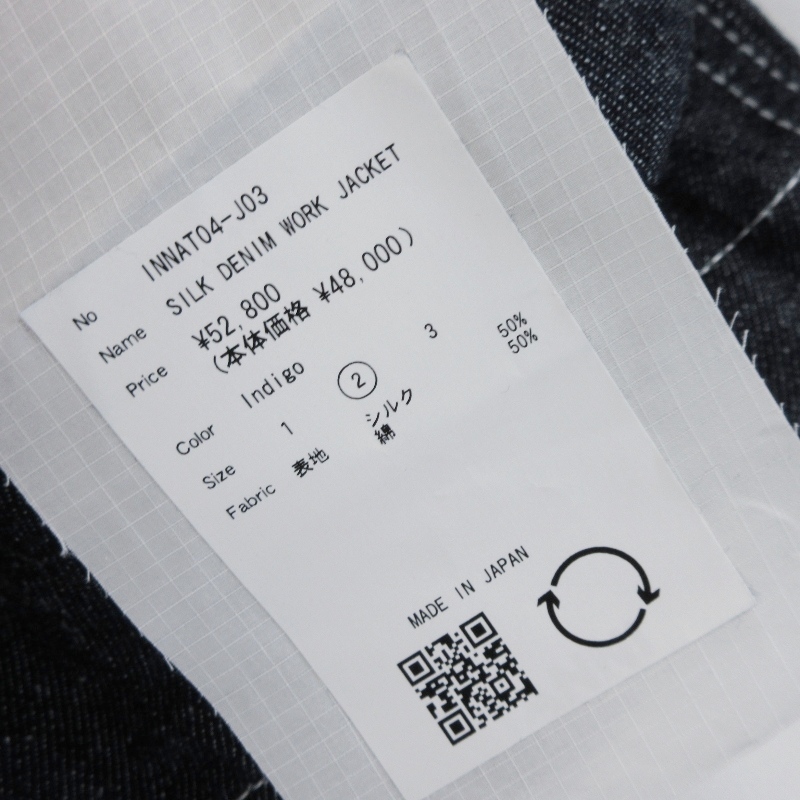 No INNAT04-J03
Name SILK DENIM WORK JACKET
Price ¥52,800
(本体価格 ¥48,000)
Color Indigo
Size 1 2 3
Fabric 表地 シルク 50%
綿 50%
MADE IN JAPAN